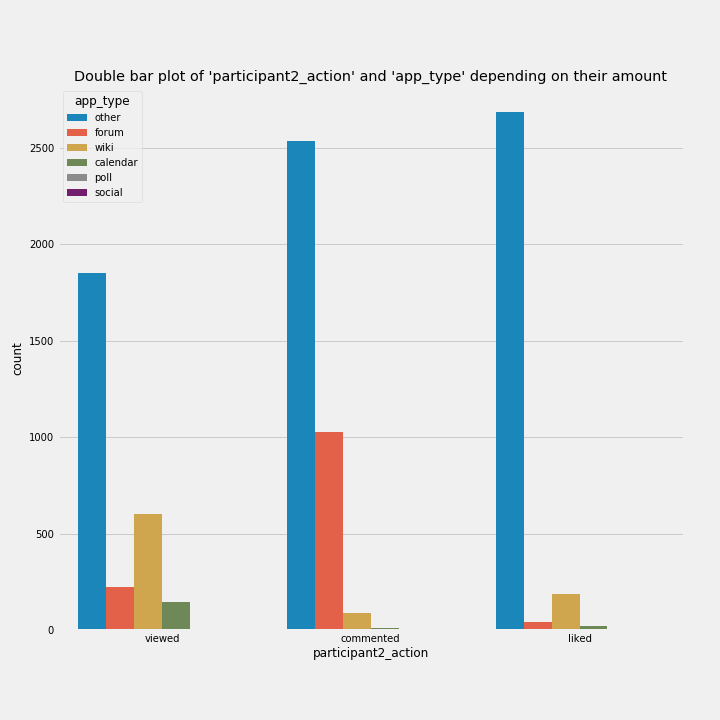 Double bar plot of 'participant2_action' and 'app_type' depending on their amount
app_type
other
forum
wiki
calendar
poll
social
2500
2000
1500
1000
500
0
count
viewed commented liked
participant2_action